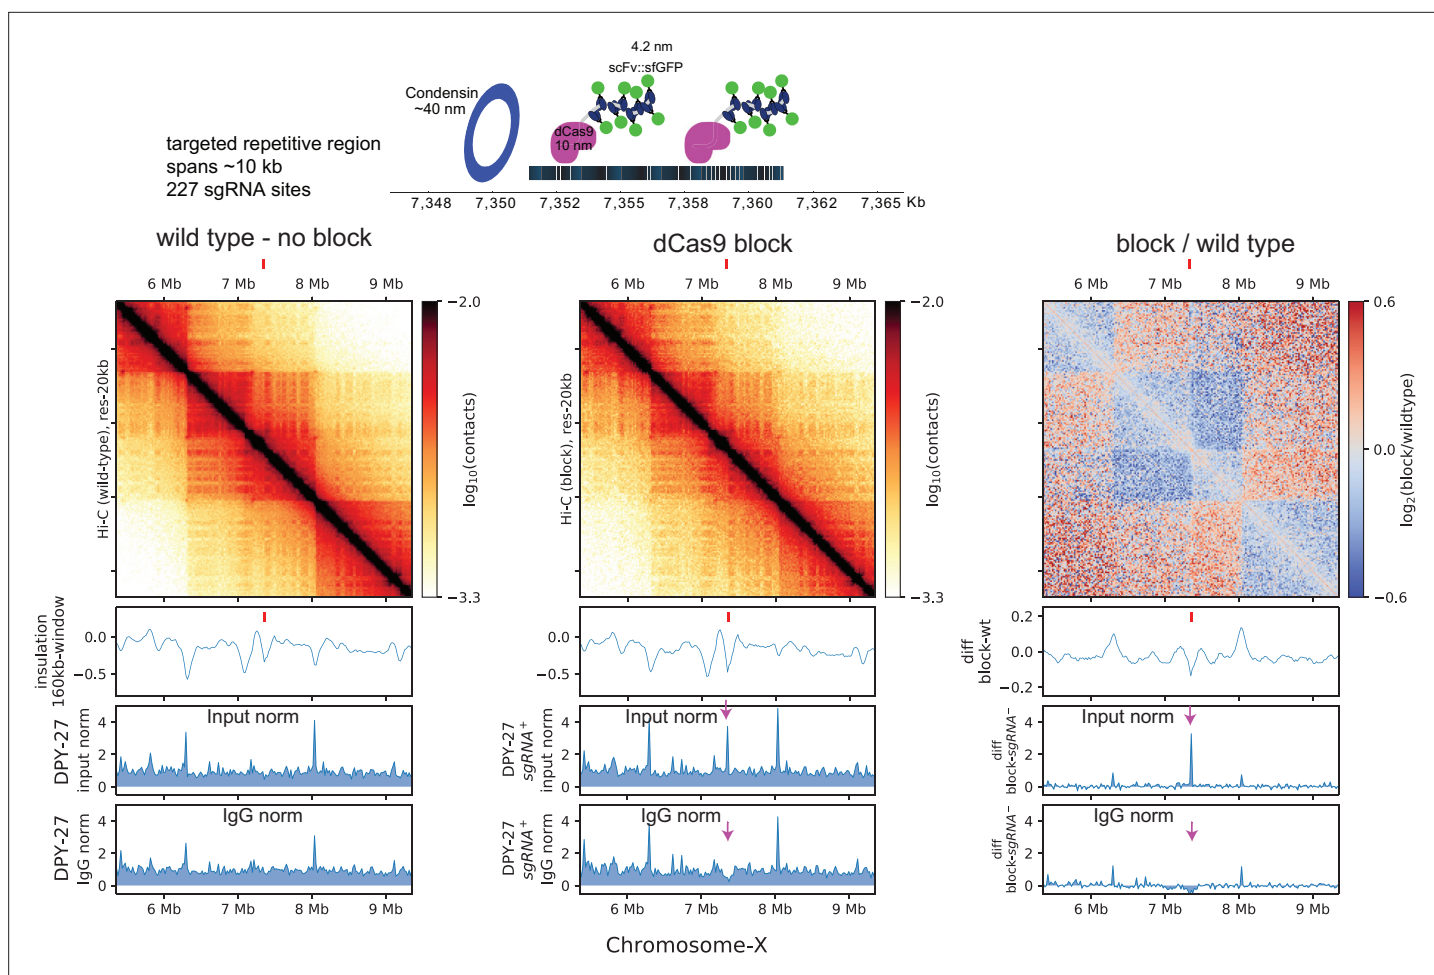 4.2 nm
scFv::sfGFP
Condensin
~40 nm
dCas9
10 nm
targeted repetitive region
spans ~10 kb
227 sgRNA sites
7,348 7,350 7,352 7,355 7,358 7,360 7,362 7,365 Kb
wild type - no block
dCas9 block
block / wild type
6 Mb 7 Mb 8 Mb 9 Mb
6 Mb 7 Mb 8 Mb 9 Mb
6 Mb 7 Mb 8 Mb 9 Mb
Hi-C (wild-type), res-20kb
−2.0
log10(contacts)
−3.3
Hi-C (block), res-20kb
−2.0
log10(contacts)
−3.3
0.6
0.0
log2(block/wildtype)
−0.6
insulation
160kb-window
0.0
−0.5
0.0
−0.5
diff
block-wt
0.2
0.0
−0.2
DPY-27
input norm
4
2
0
Input norm
DPY-27
sgRNA+
input norm
4
2
0
Input norm
diff
block-sgRNA−
4
2
0
Input norm
DPY-27
IgG norm
4
2
0
IgG norm
DPY-27
sgRNA+
IgG norm
4
2
0
IgG norm
diff
block-sgRNA−
4
2
0
IgG norm
6 Mb 7 Mb 8 Mb 9 Mb
6 Mb 7 Mb 8 Mb 9 Mb
6 Mb 7 Mb 8 Mb 9 Mb
Chromosome-X